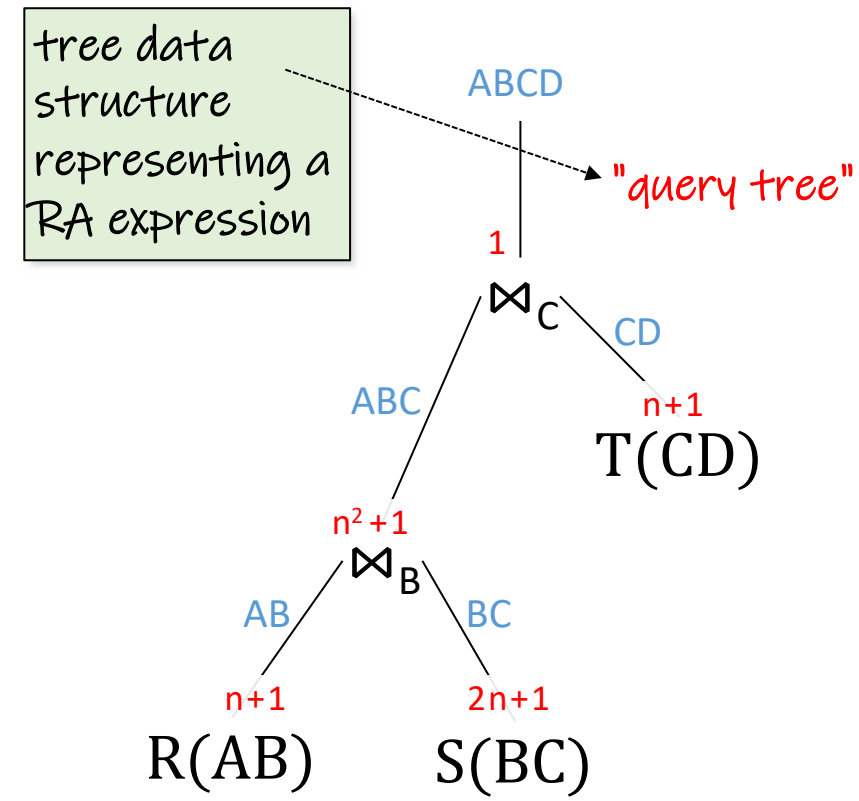 tree data
structure
representing a
RA expression
ABCD
"query tree"
1
⋈C
CD
ABC
n+1
T(CD)
n²+1
⋈B
AB
BC
n+1
2n+1
R(AB)
S(BC)